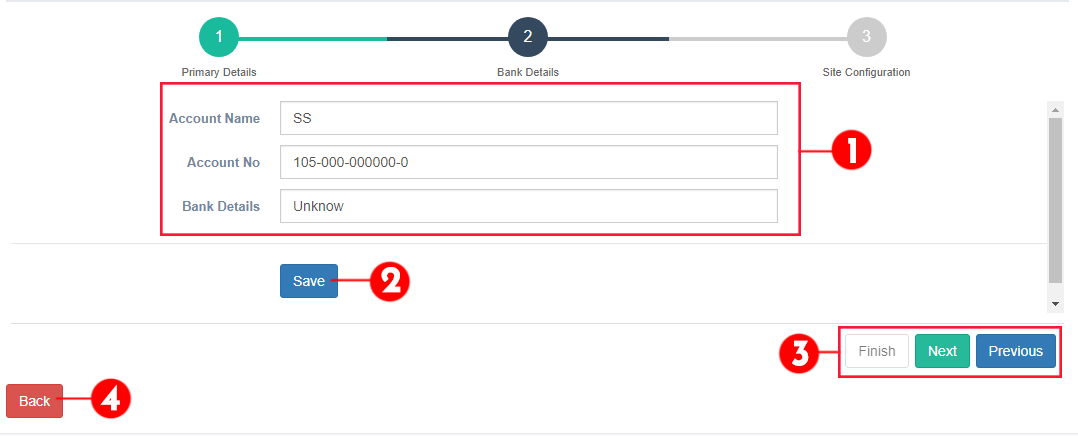 1 2 3
Primary Details Bank Details Site Configuration
Account Name SS
1
Account No 105-000-000000-0
Bank Details Unknow
Save 2
3 Finish Next Previous
Back 4